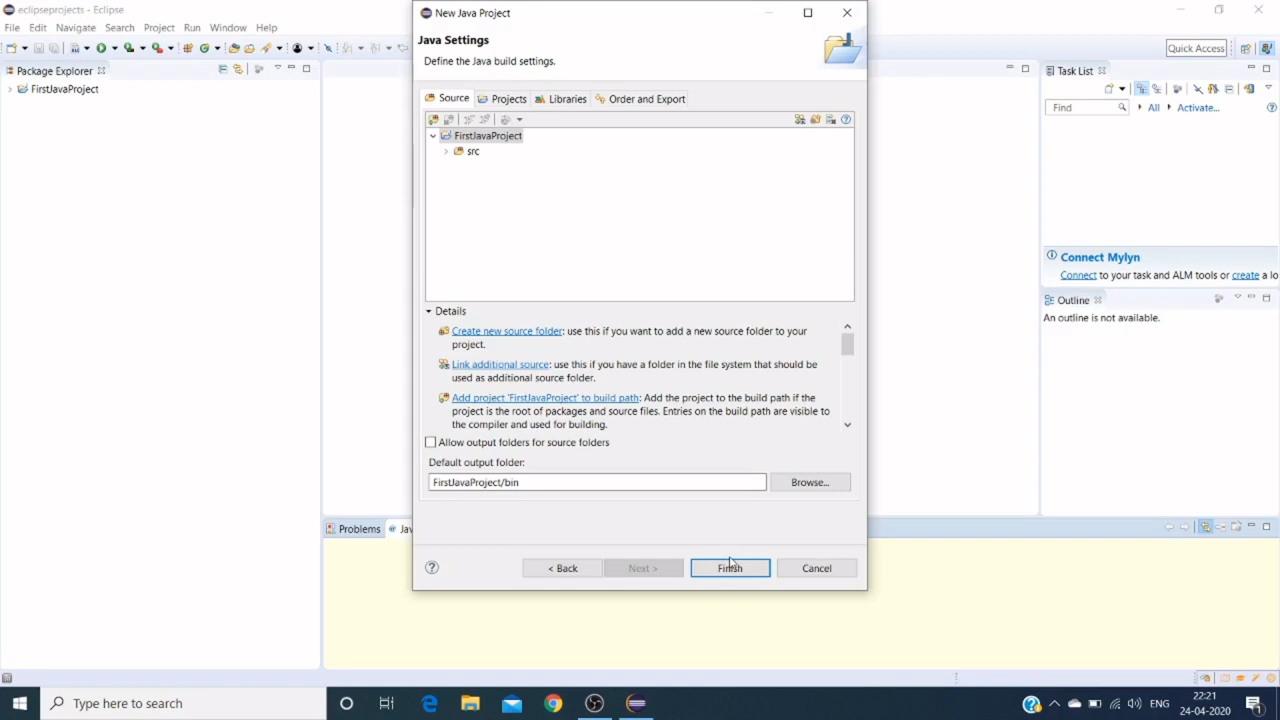 eclipseprojects - Eclipse
File Edit Navigate Search Project Run Window Help
Quick Access
Package Explorer
FirstJavaProject
New Java Project
Java Settings
Define the Java build settings.
Source Projects Libraries Order and Export
FirstJavaProject
src
Details
Create new source folder: use this if you want to add a new source folder to your
project.
Link additional source: use this if you have a folder in the file system that should be
used as additional source folder.
Add project 'FirstJavaProject' to build path: Add the project to the build path if the
project is the root of packages and source files. Entries on the build path are visible to
the compiler and used for building.
Allow output folders for source folders
Default output folder:
FirstJavaProject/bin
Browse...
< Back Next > Finish Cancel
Task List
Find
All
Activate...
Connect Mylyn
Connect to your task and ALM tools or create a lo
Outline
An outline is not available.
Problems
Jav
Type here to search
ENG
22:21
24-04-2020
1